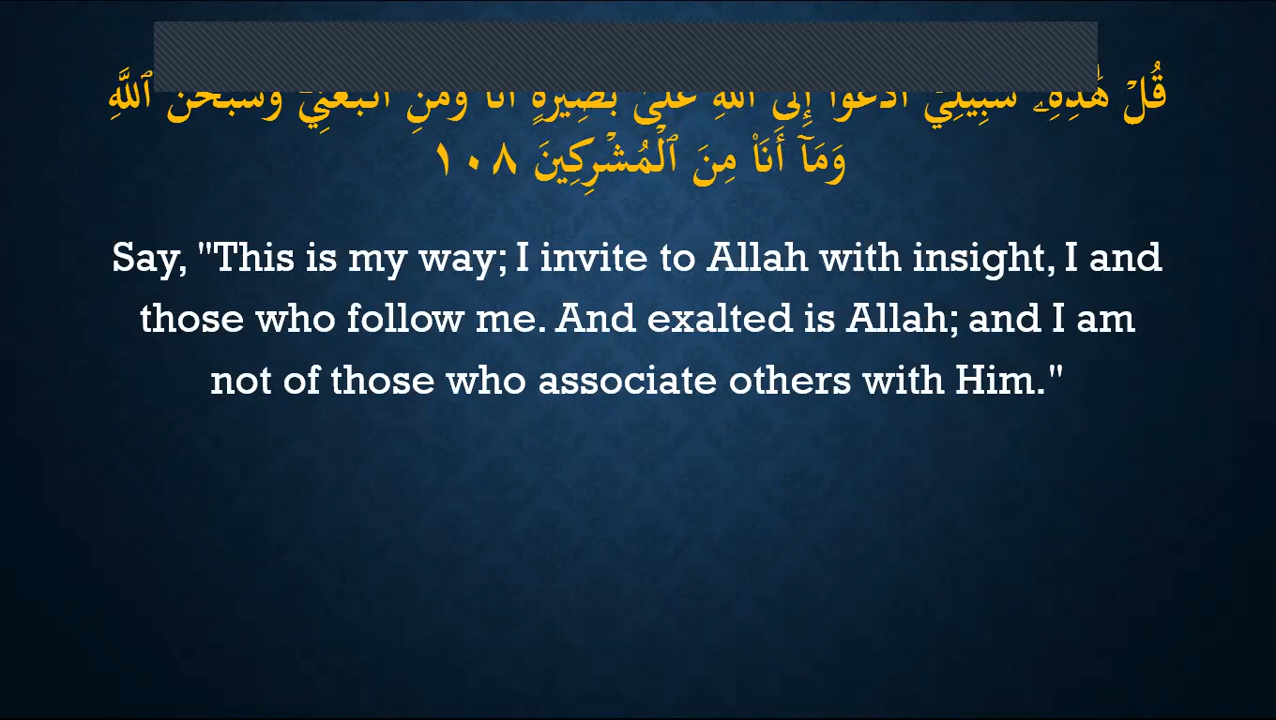 قُلۡ هَٰذِهِۦ سَبِيلِيٓ أَدۡعُوٓاْ إِلَى ٱللَّهِۚ عَلَىٰ بَصِيرَةٍ أَنَا۠ وَمَنِ ٱتَّبَعَنِيۖ وَسُبۡحَٰنَ ٱللَّهِ
وَمَآ أَنَا۠ مِنَ ٱلۡمُشۡرِكِينَ ١٠٨
Say, "This is my way; I invite to Allah with insight, I and
those who follow me. And exalted is Allah; and I am
not of those who associate others with Him."